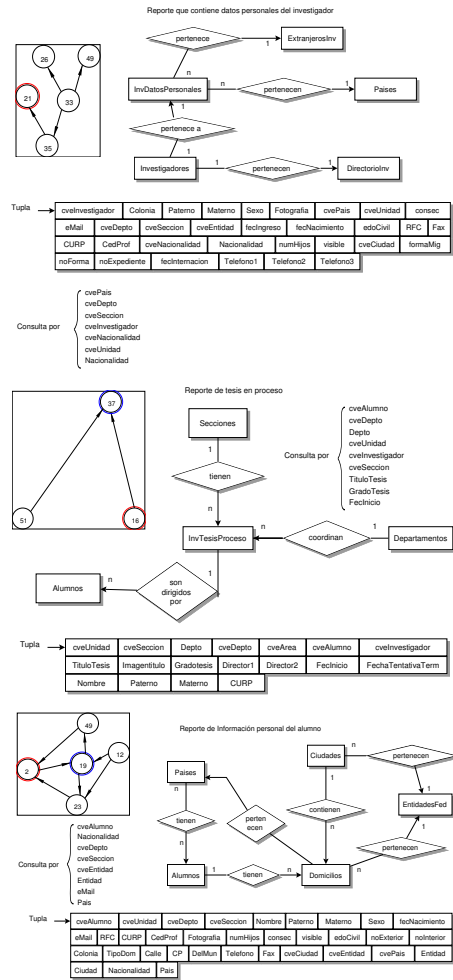 Reporte que contiene datos personales del investigador
26
49
21
33
35
pertenece
1
ExtranjerosInv
InvDatosPersonales
n
pertenecen
1
Paises
1
pertenece a
1
Investigadores
1
pertenecen
1
DirectorioInv
Tupla
cveInvestigador Colonia Paterno Materno Sexo Fotografia cvePais cveUnidad consec
eMail cveDepto cveSeccion cveEntidad fecIngreso fecNacimiento edoCivil RFC Fax
CURP CedProf cveNacionalidad Nacionalidad numHijos visible cveCiudad formaMig
noForma noExpediente fecInternacion Telefono1 Telefono2 Telefono3
Consulta por
cvePais
cveDepto
cveSeccion
cveInvestigador
cveNacionalidad
cveUnidad
Nacionalidad
37
51
16
Reporte de tesis en proceso
Secciones
1
tienen
n
InvTesisProceso
n
coordinan
1
Departamentos
Alumnos
n
son
dirigidos
por
1
Consulta por
cveAlumno
cveDepto
Depto
cveUnidad
cveInvestigador
cveSeccion
TituloTesis
GradoTesis
FecInicio
Tupla
cveUnidad cveSeccion Depto cveDepto cveArea cveAlumno cveInvestigador
TituloTesis Imagentitulo Gradotesis Director1 Director2 FecInicio FechaTentativaTerm
Nombre Paterno Materno CURP
49
2
19
12
23
Reporte de Información personal del alumno
Paises
n
tienen
n
Alumnos
1
tienen
n
Domicilios
perten
ecen
Ciudades
n
pertenecen
1
EntidadesFed
1
contienen
n
n
pertenecen
1
Consulta por
cveAlumno
Nacionalidad
cveDepto
cveSeccion
cveEntidad
Entidad
eMail
Pais
Tupla
cveAlumno cveUnidad cveDepto cveSeccion Nombre Paterno Materno Sexo fecNacimiento
eMail RFC CURP CedProf Fotografia numHijos consec visible edoCivil noExterior noInterior
Colonia TipoDom Calle CP DelMun Telefono Fax cveCiudad cveEntidad cvePais Entidad
Ciudad Nacionalidad Pais